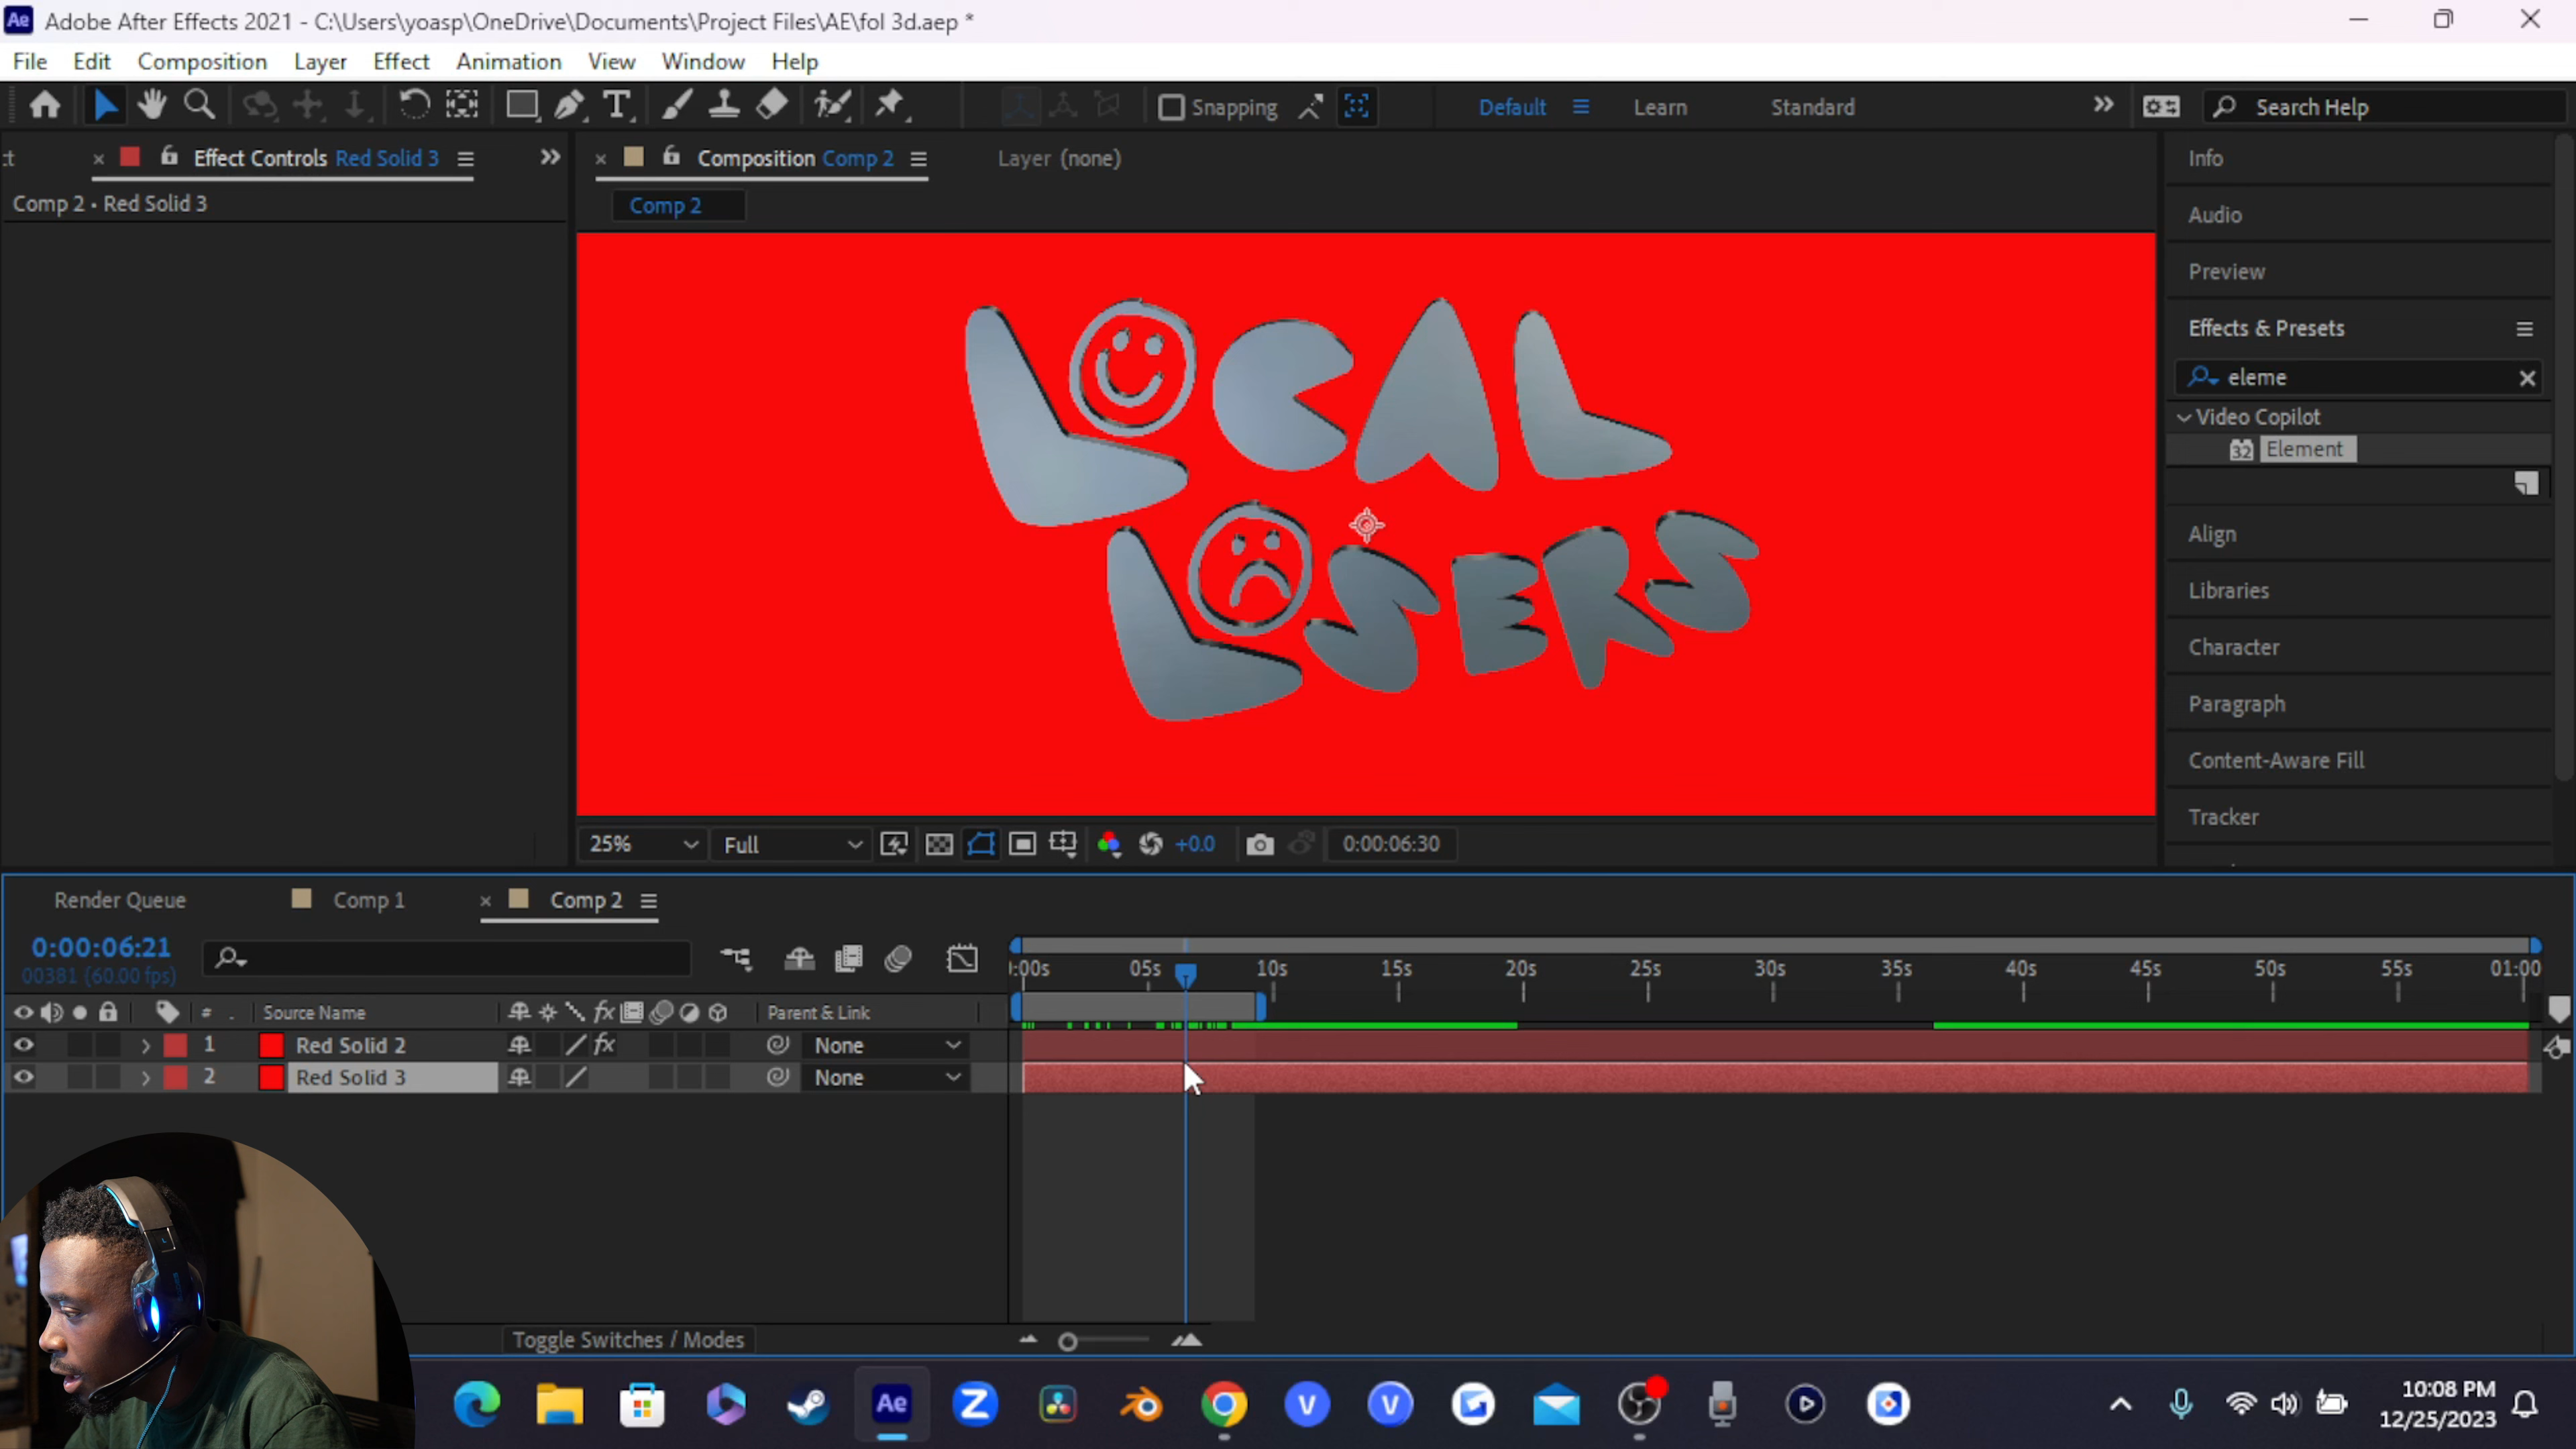 Ae Adobe After Effects 2021 - C:\Users\yoasp\OneDrive\Documents\Project Files\AE\fol 3d.aep *
File Edit Composition Layer Effect Animation View Window Help
Snapping Default Learn Standard Search Help
ct Effect Controls Red Solid 3 Composition Comp 2 Layer (none) Info
Comp 2 • Red Solid 3 Comp 2
Audio
Preview
Effects & Presets
eleme
Video Copilot
32 Element
Align
Libraries
Character
Paragraph
Content-Aware Fill
Tracker
LOCAL
LOSERS
25% Full +0.0 0:00:06:30
Render Queue Comp 1 Comp 2
0:00:06:21
00381 (60.00 fps)
:00s 05s 10s 15s 20s 25s 30s 35s 40s 45s 50s 55s 01:00
# . Source Name fx Parent & Link
1 Red Solid 2 fx None
2 Red Solid 3 None
Toggle Switches / Modes
Ae Z V V
10:08 PM
12/25/2023